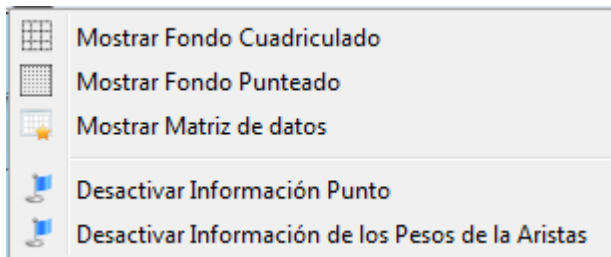 Mostrar Fondo Cuadriculado
Mostrar Fondo Punteado
Mostrar Matriz de datos
Desactivar Información Punto
Desactivar Información de los Pesos de la Aristas